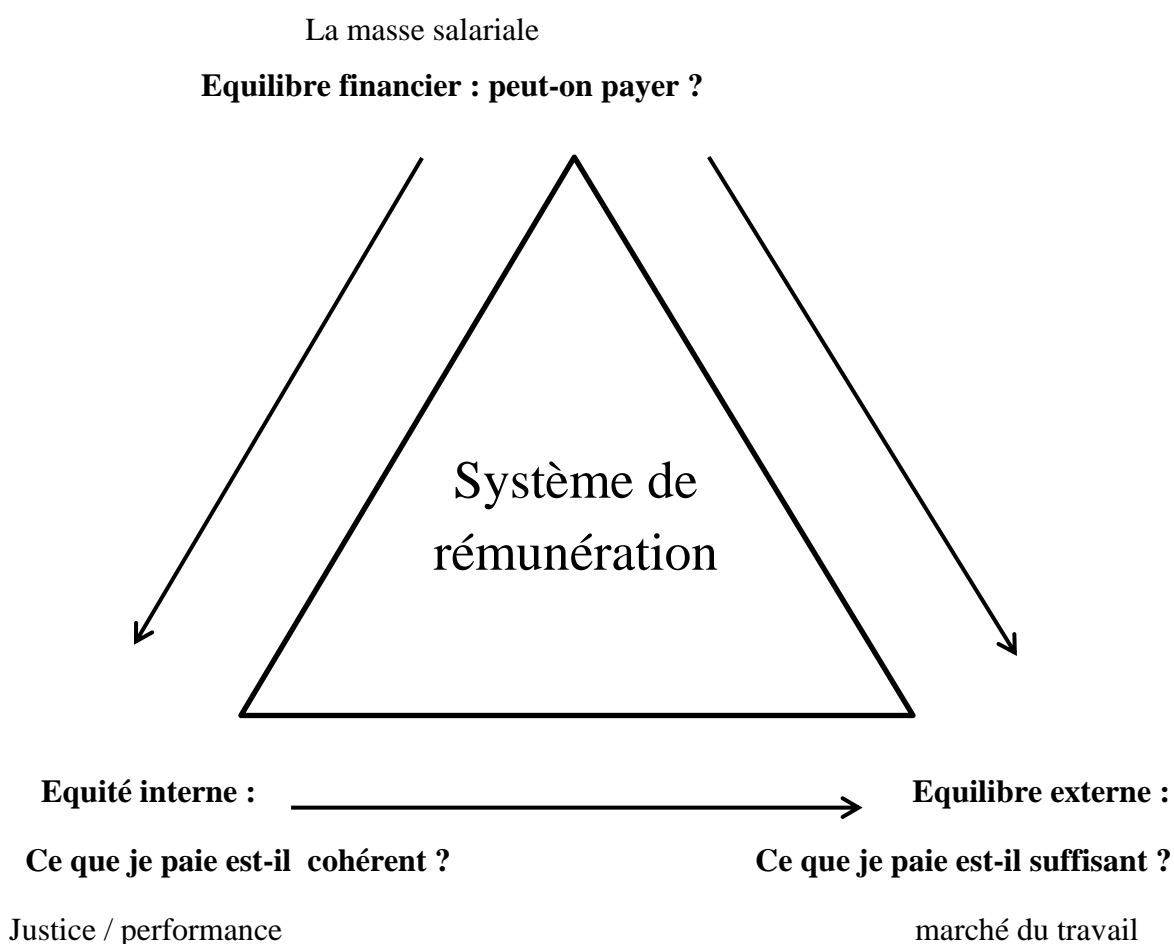 La masse salariale
Equilibre financier : peut-on payer ?
Système de
rémunération
Equité interne :
Equilibre externe :
Ce que je paie est-il cohérent ?
Ce que je paie est-il suffisant ?
Justice / performance
marché du travail